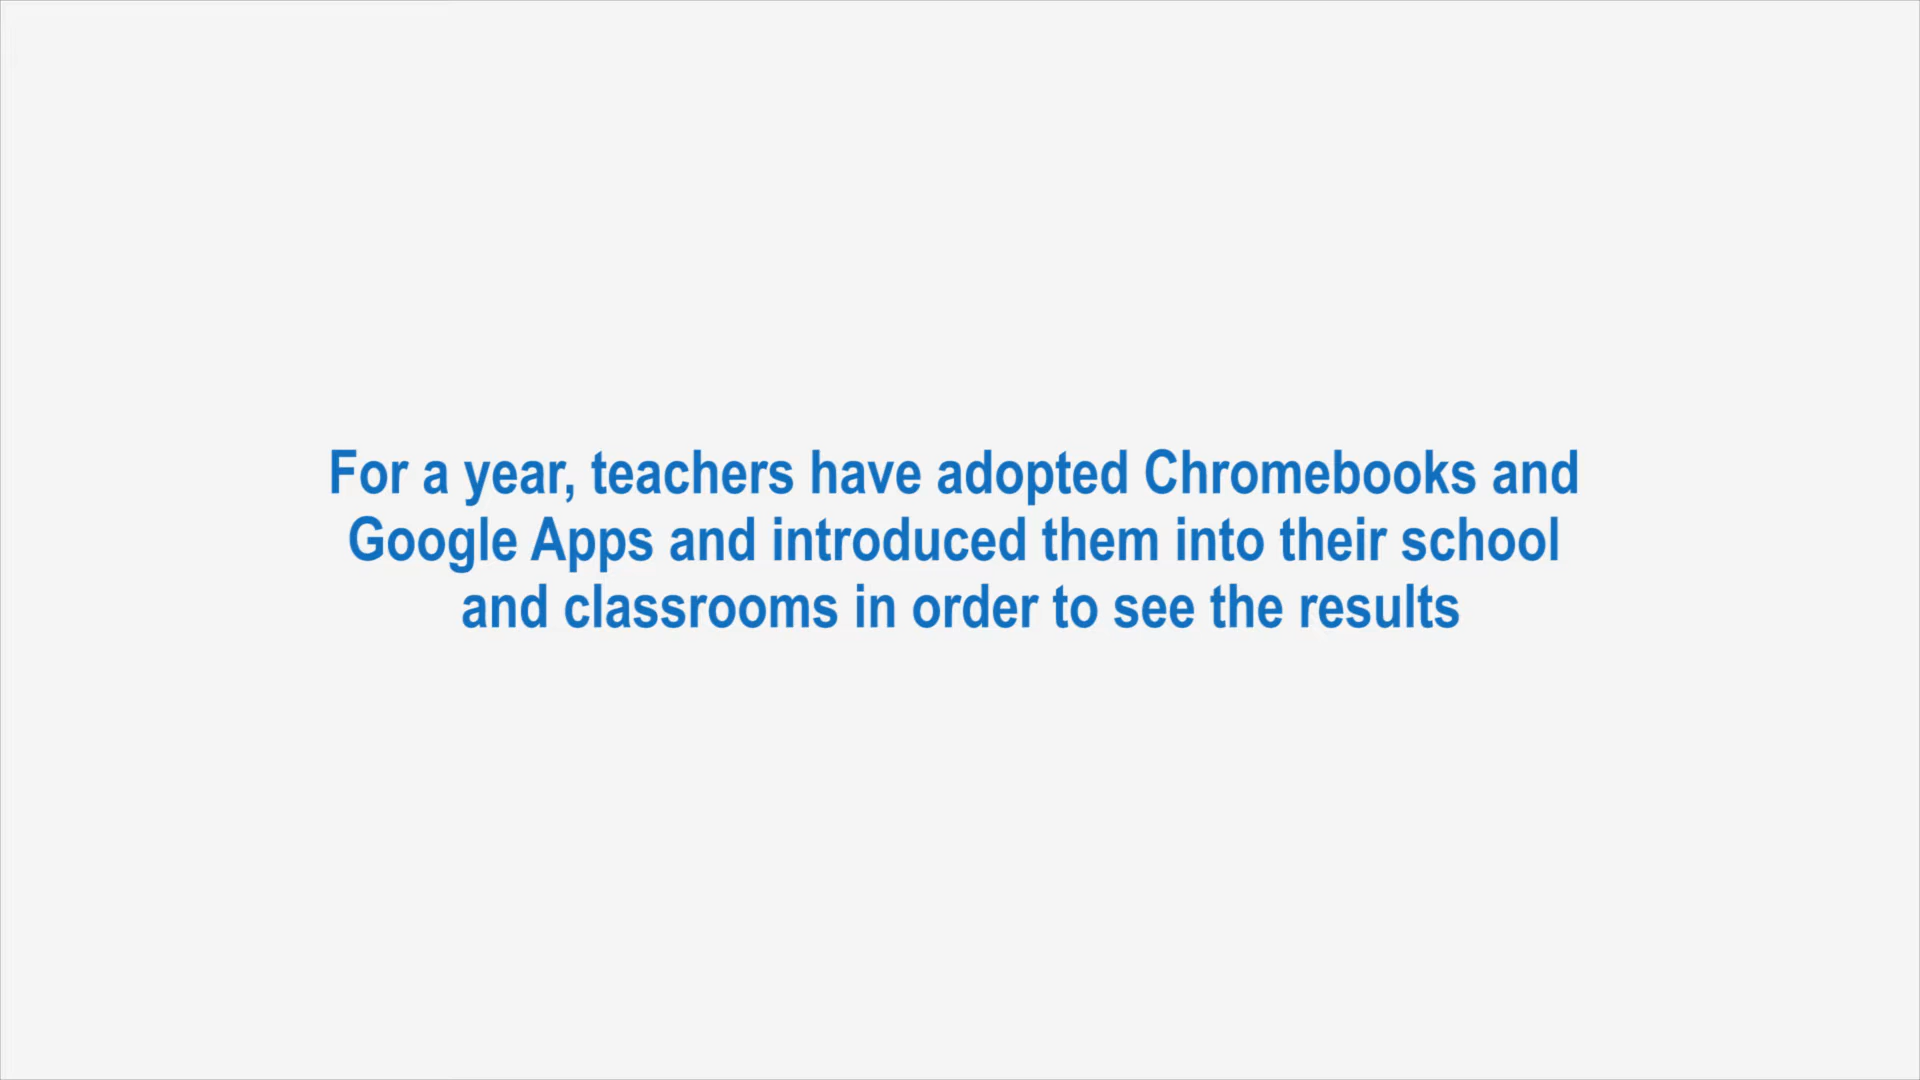 For a year, teachers have adopted Chromebooks and
Google Apps and introduced them into their school
and classrooms in order to see the results